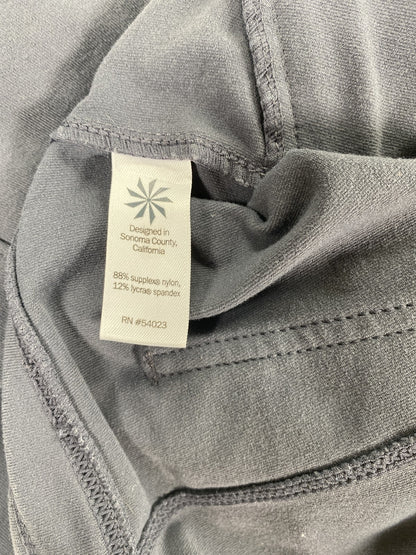 Designed in
Sonoma County,
California
88% supplex® nylon,
12% lycra® spandex
RN #54023